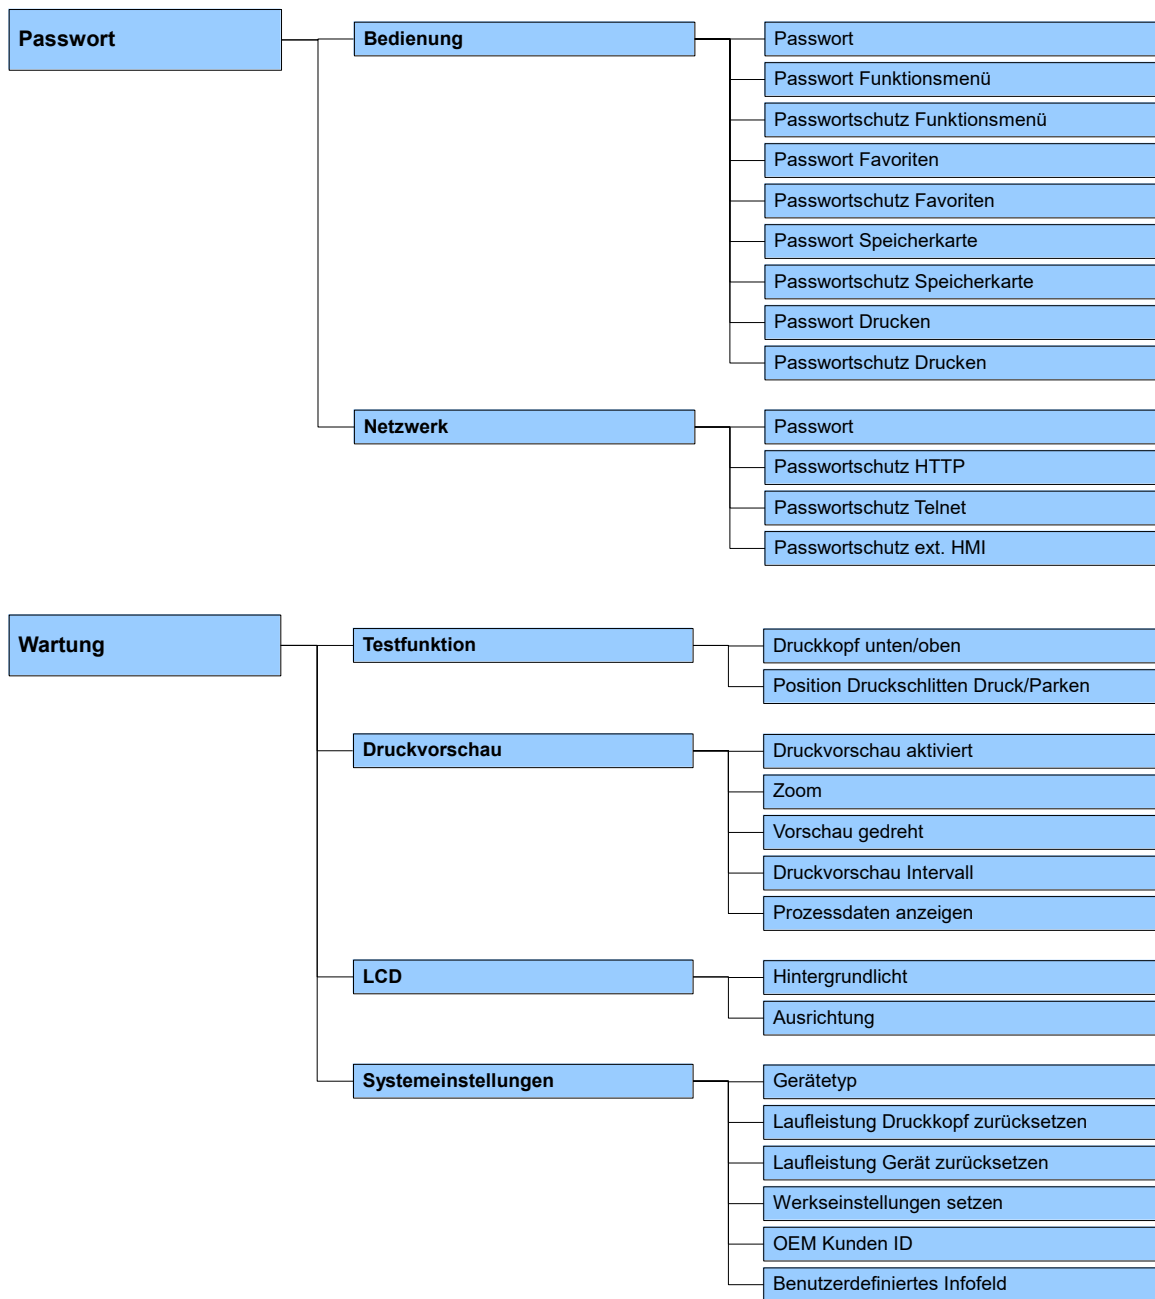 Passwort
Bedienung
Passwort
Passwort Funktionsmenü
Passwortschutz Funktionsmenü
Passwort Favoriten
Passwortschutz Favoriten
Passwort Speicherkarte
Passwortschutz Speicherkarte
Passwort Drucken
Passwortschutz Drucken
Netzwerk
Passwort
Passwortschutz HTTP
Passwortschutz Telnet
Passwortschutz ext. HMI
Wartung
Testfunktion
Druckkopf unten/oben
Position Druckschlitten Druck/Parken
Druckvorschau
Druckvorschau aktiviert
Zoom
Vorschau gedreht
Druckvorschau Intervall
Prozessdaten anzeigen
LCD
Hintergrundlicht
Ausrichtung
Systemeinstellungen
Gerätetyp
Laufleistung Druckkopf zurücksetzen
Laufleistung Gerät zurücksetzen
Werkseinstellungen setzen
OEM Kunden ID
Benutzerdefiniertes Infofeld